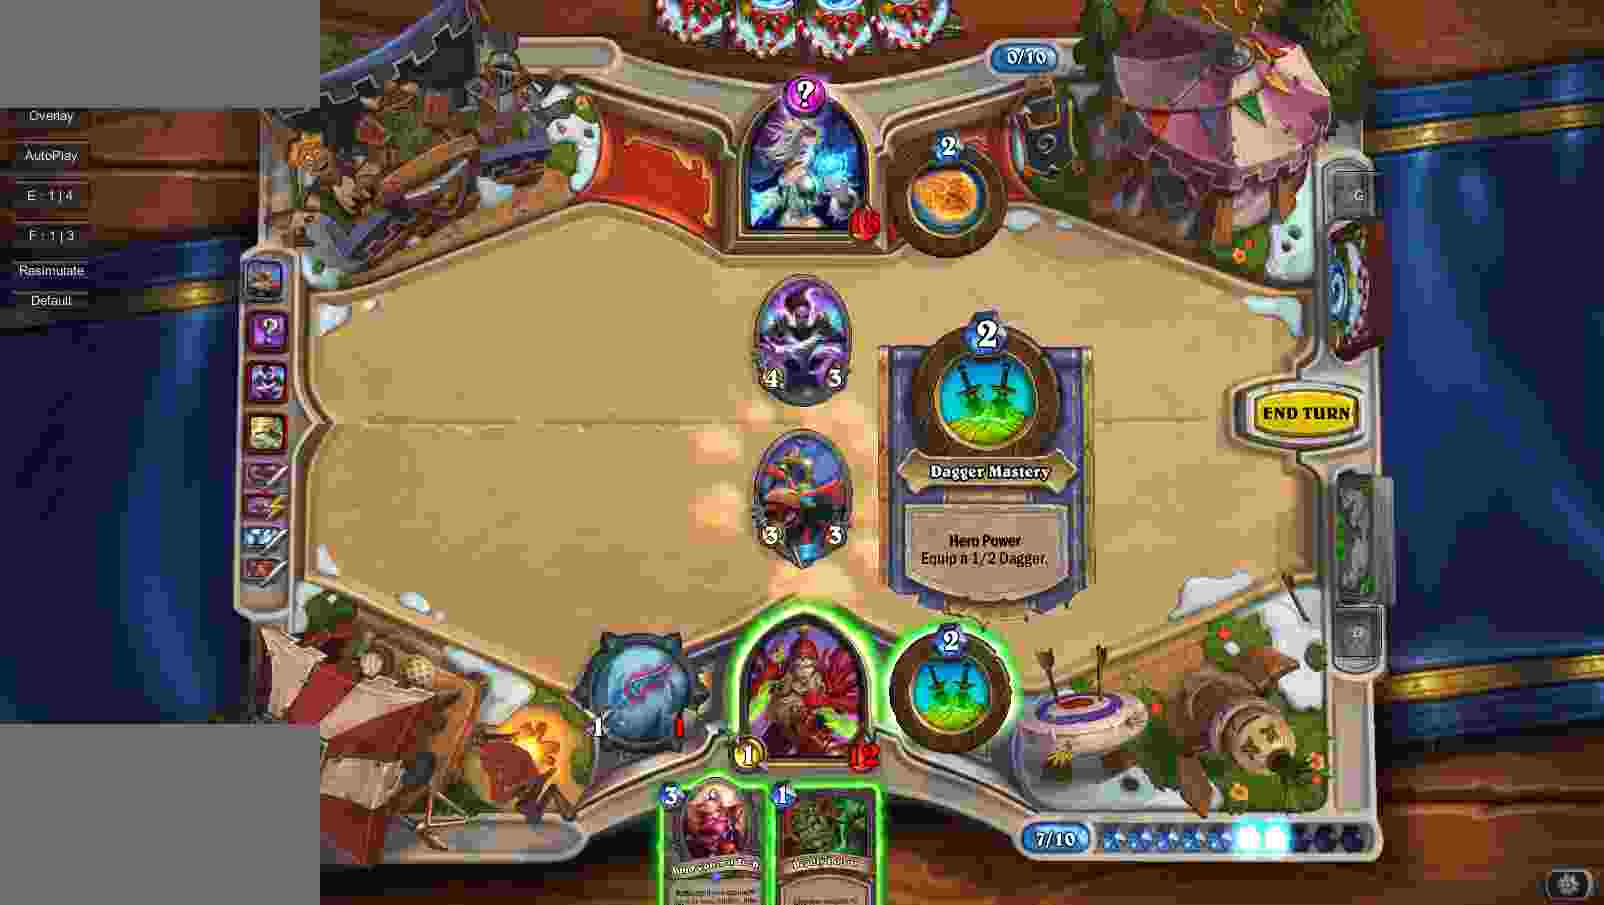 0/10
?
Overlay
2
AutoPlay
E : 1 | 4
G
F : 1 | 3
Resimulate
Default
?
2
4
3
END TURN
Dagger Mastery
3
3
Hero Power
Equip a 1/2 Dagger.
2
1
1
1
12
3
1
7/10